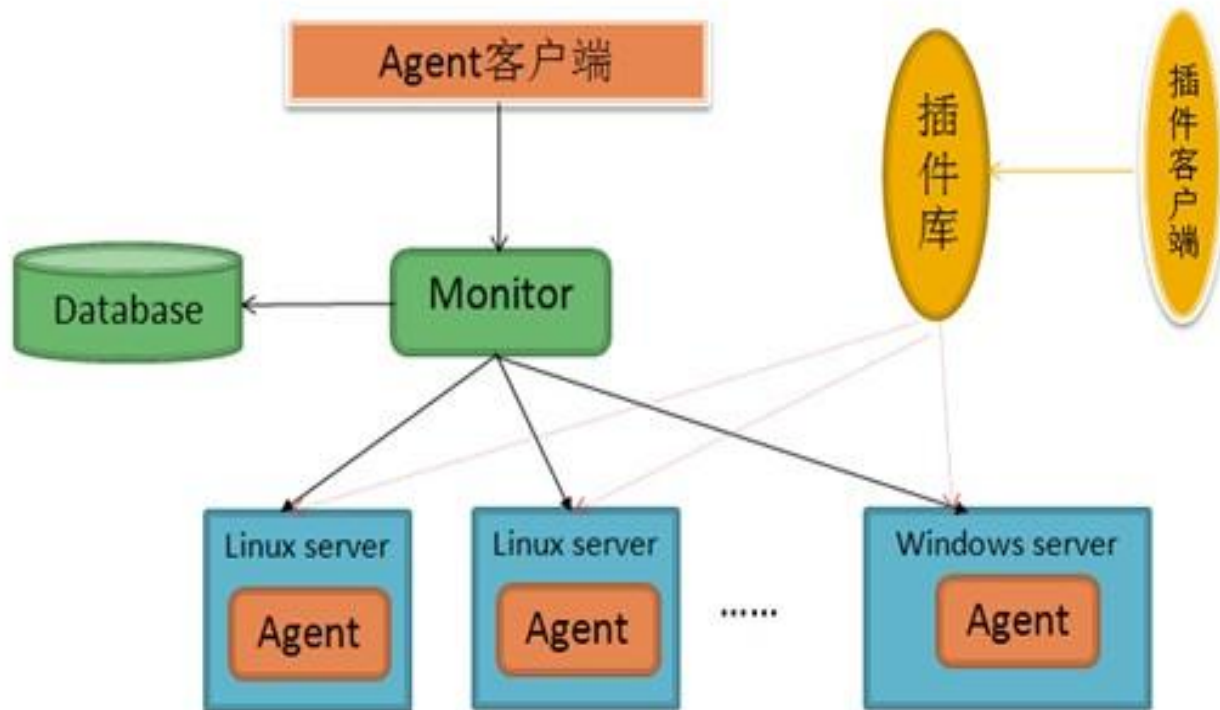 Agent客户端
插件库
插件客户端
Database
Monitor
Linux server
Agent
Linux server
Agent
······
Windows server
Agent